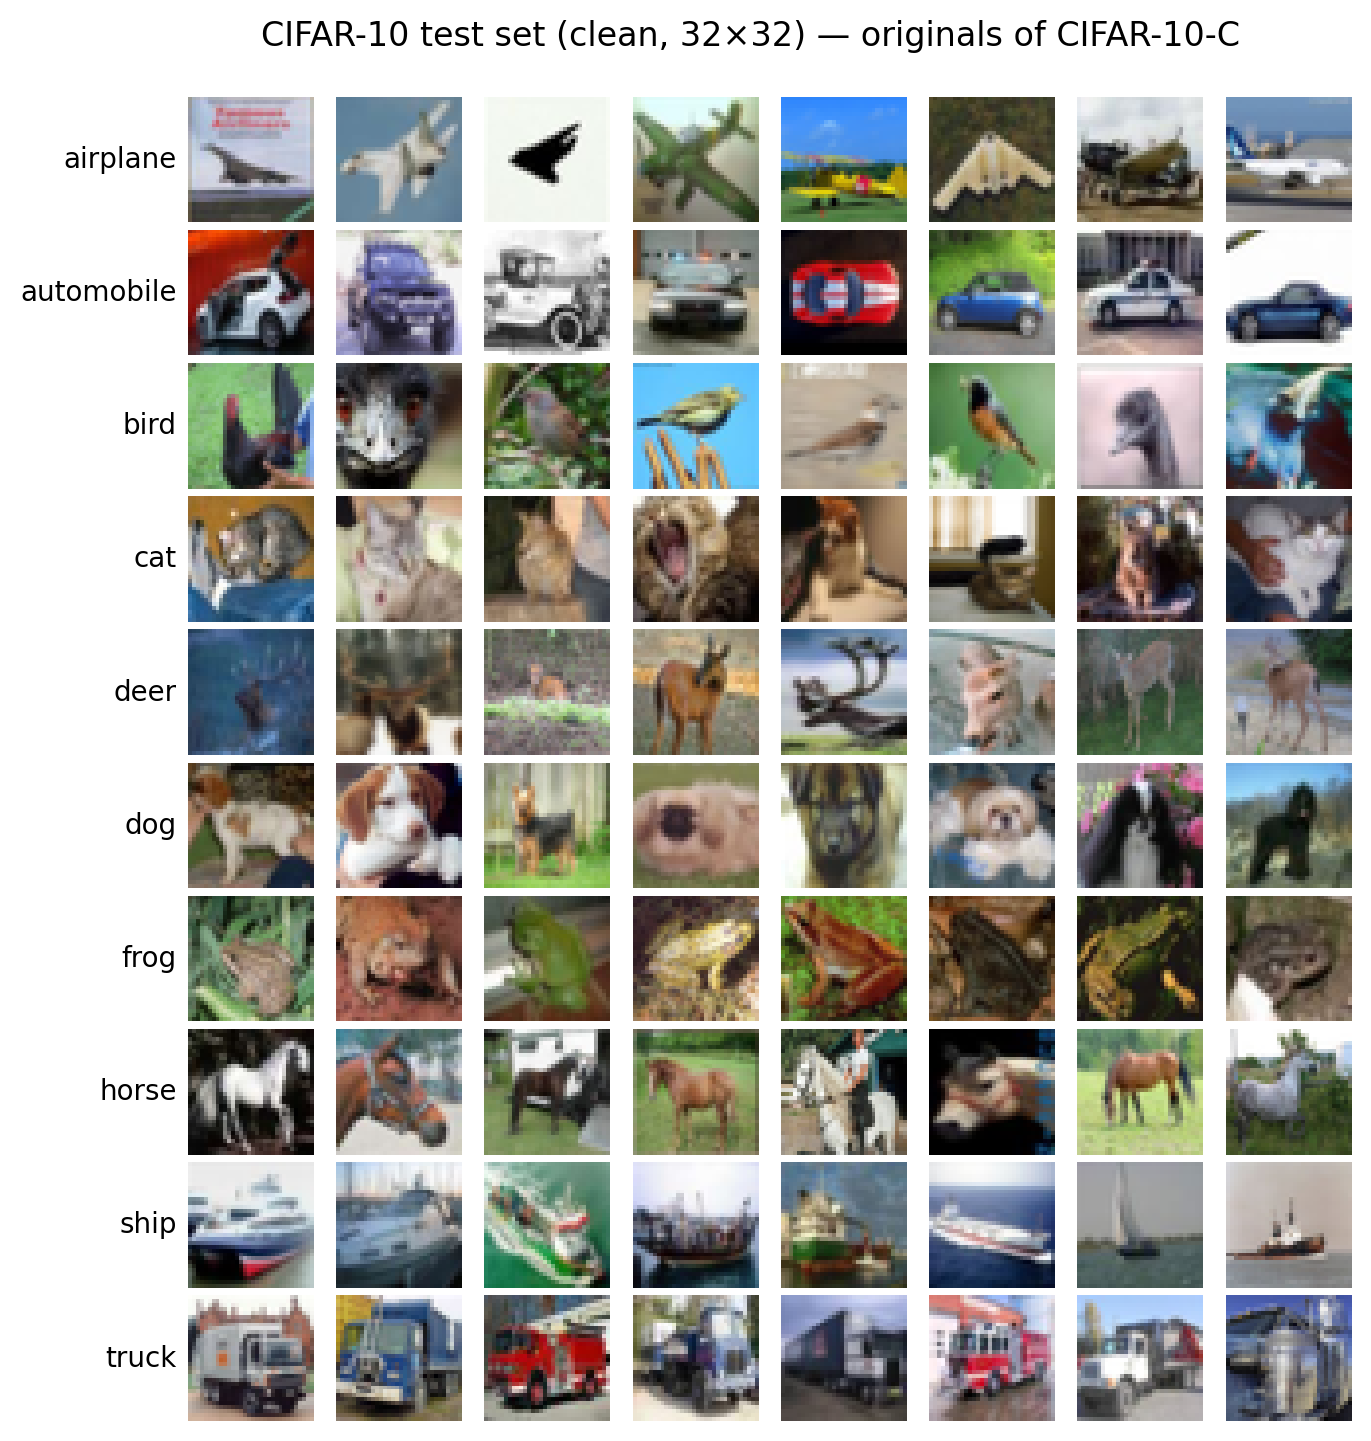 CIFAR-10 test set (clean, 32×32) — originals of CIFAR-10-C
airplane
automobile
bird
cat
deer
dog
frog
horse
ship
truck